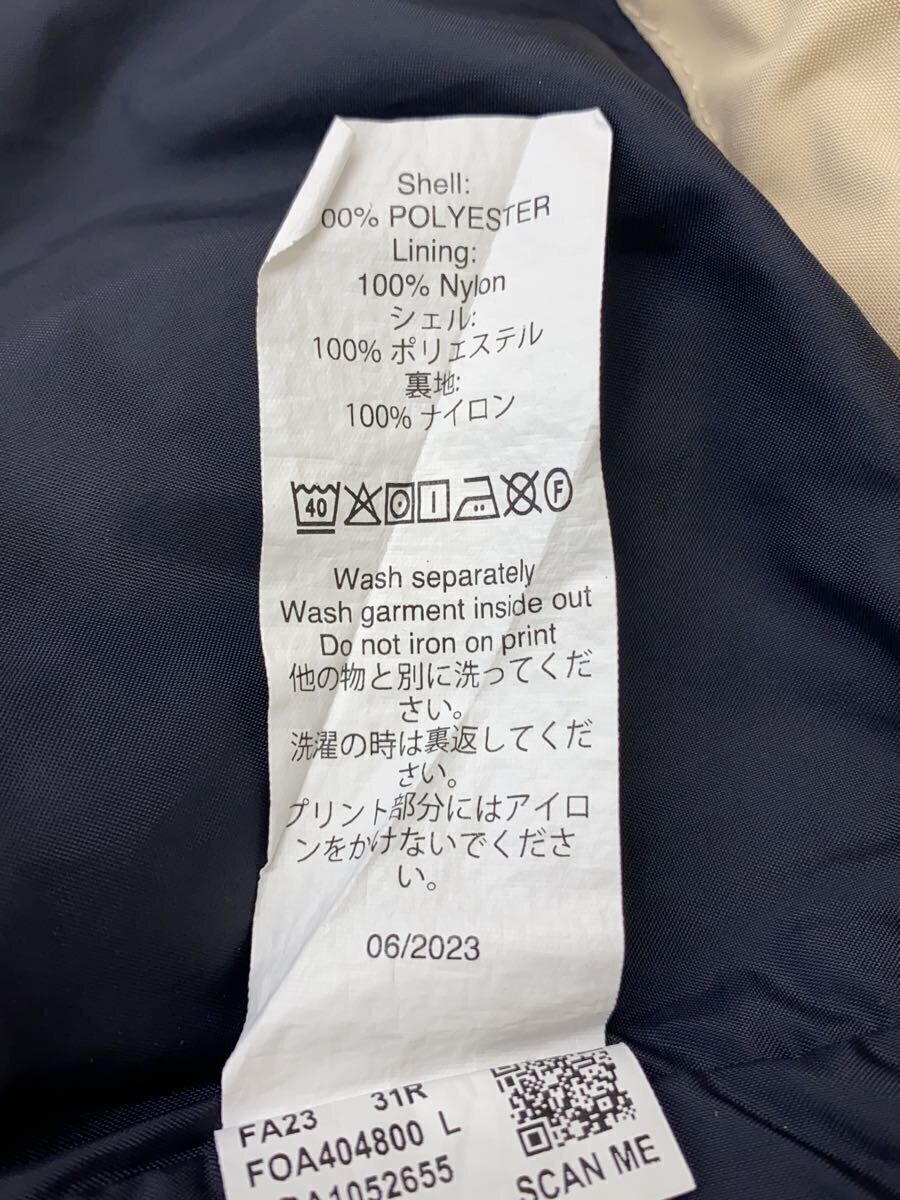 Shell:
00% POLYESTER
Lining:
100% Nylon
シェル:
100% ポリエステル
裏地:
100% ナイロン
40
F
Wash separately
Wash garment inside out
Do not iron on print
他の物と別に洗ってくだ
さい。
洗濯の時は裏返してくだ
さい。
プリント部分にはアイロ
ンをかけないでくださ
い。
06/2023
FA23 31R
FOA404800 L
A1052655
SCAN ME